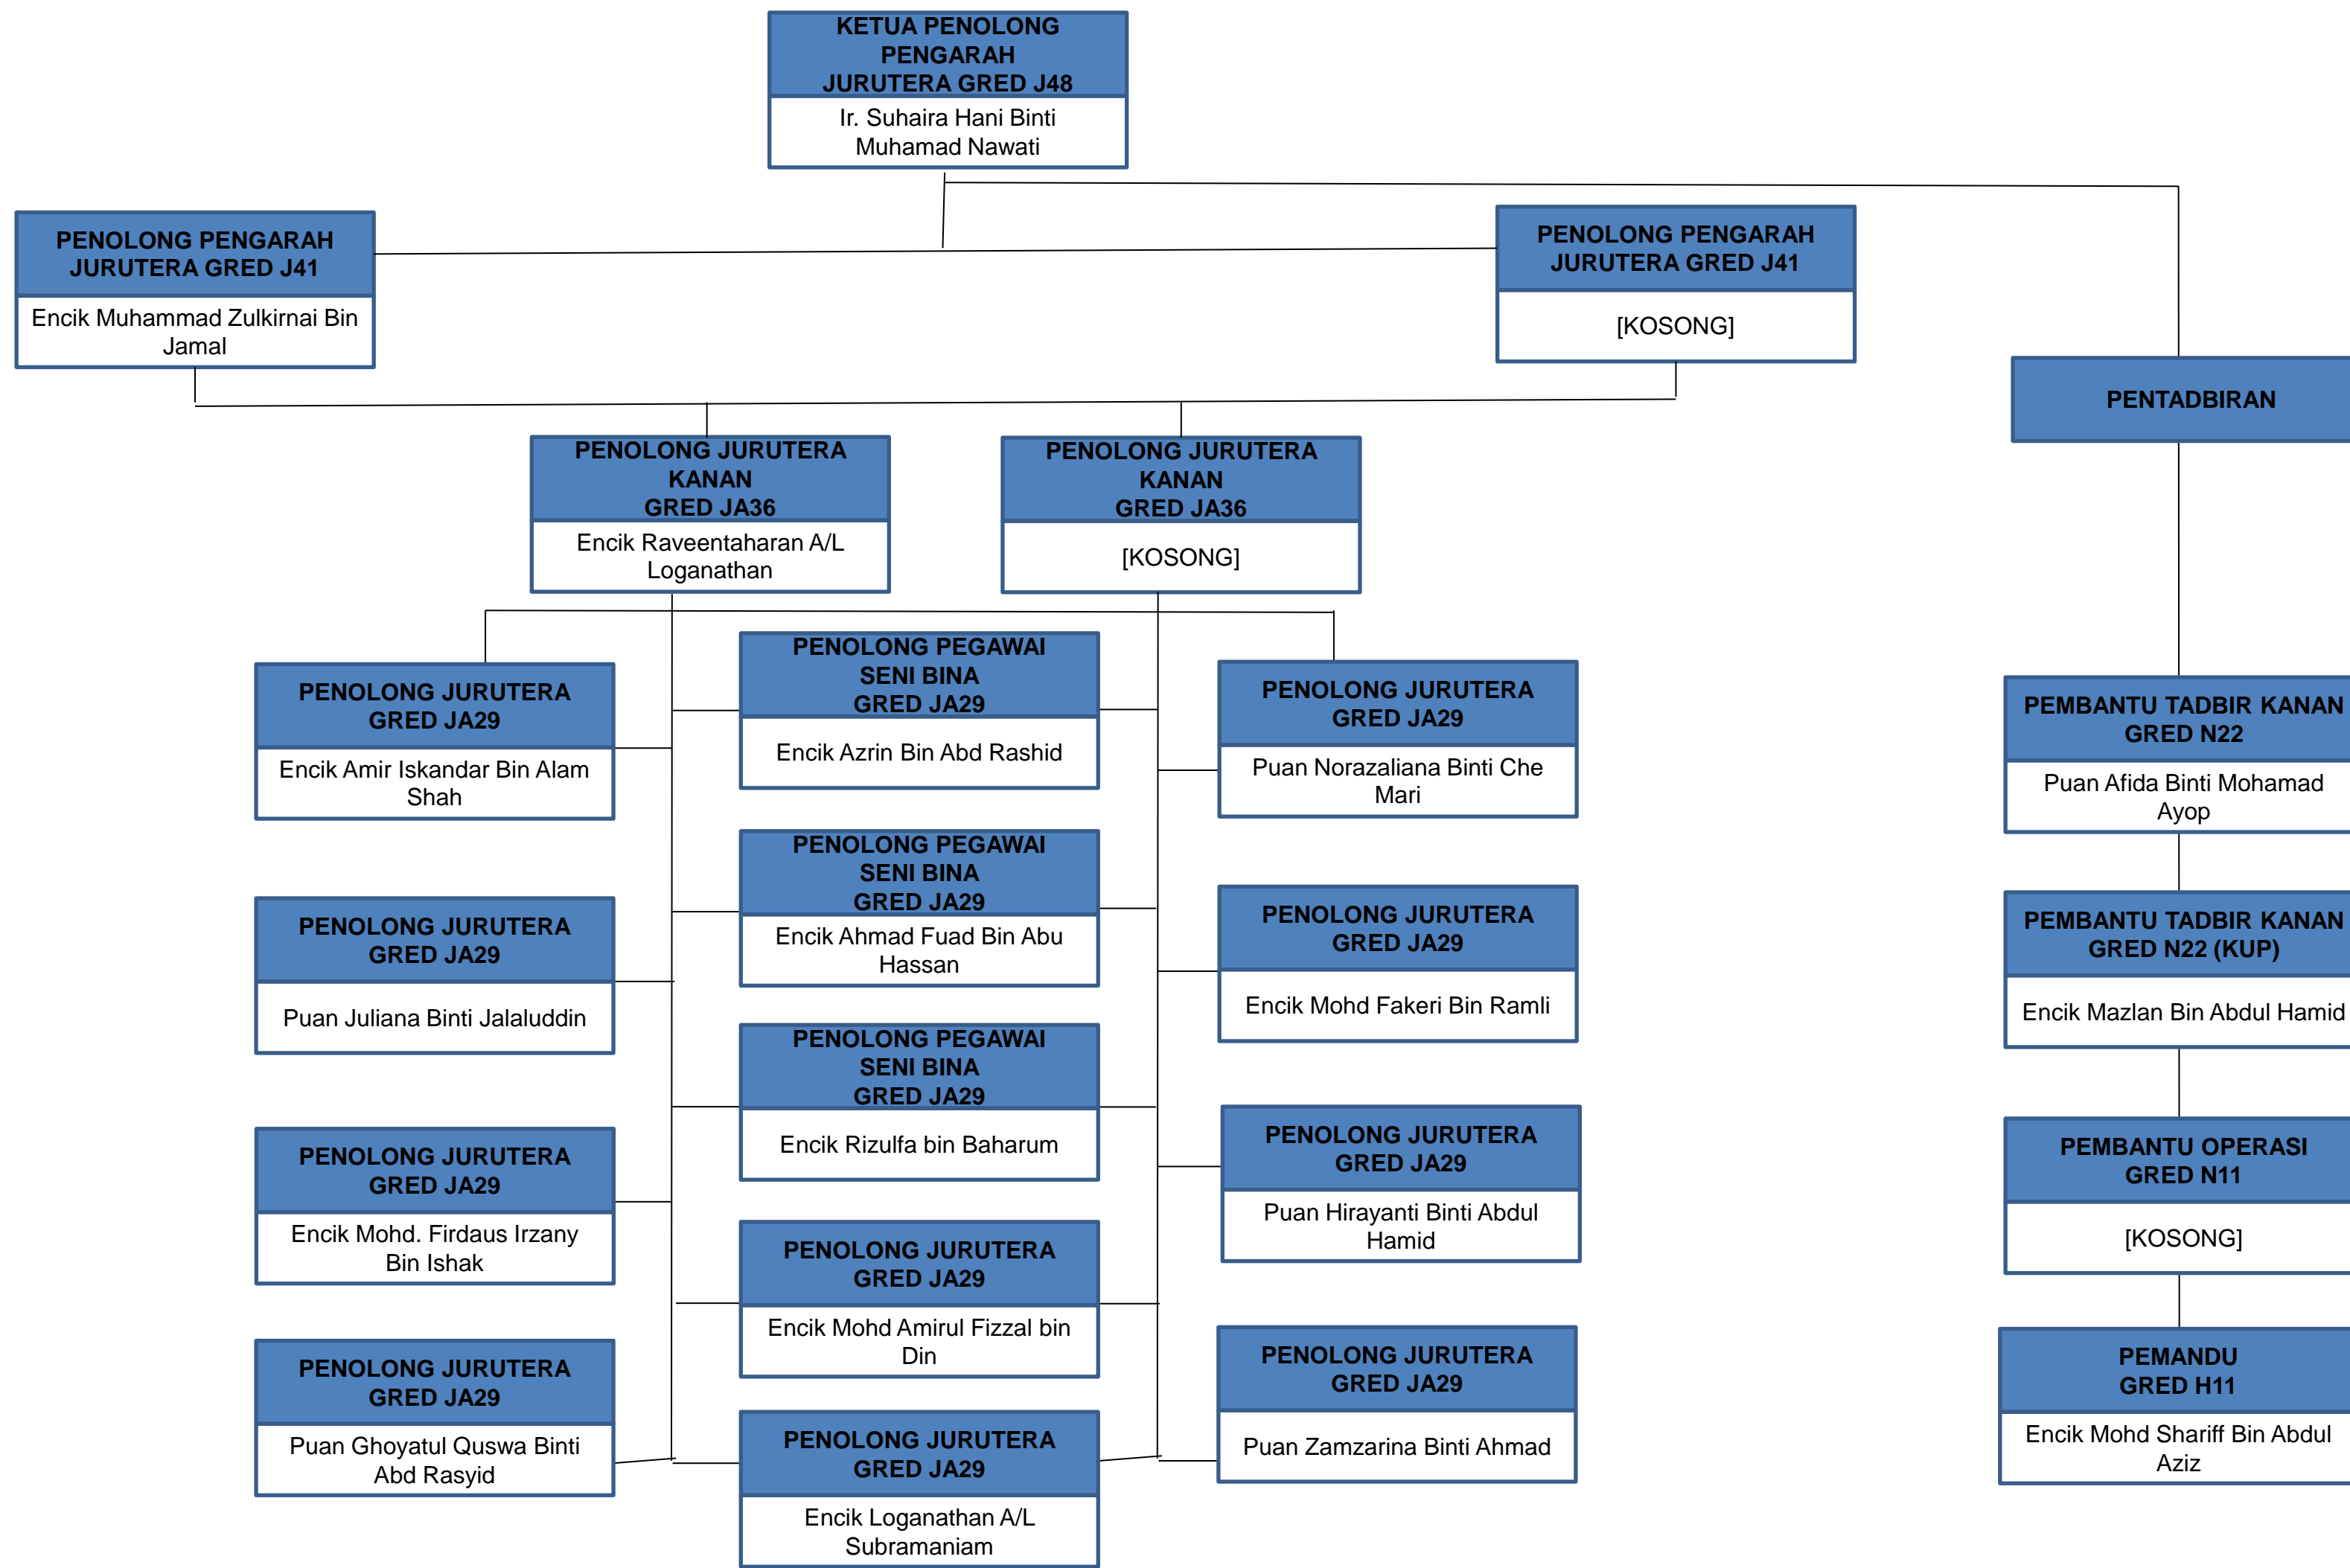 KETUA PENOLONG
PENGARAH
JURUTERA GRED J48
Ir. Suhaira Hani Binti
Muhamad Nawati
PENOLONG PENGARAH
JURUTERA GRED J41
Encik Muhammad Zulkirnai Bin
Jamal
PENOLONG PENGARAH
JURUTERA GRED J41
[KOSONG]
PENTADBIRAN
PENOLONG JURUTERA
KANAN
GRED JA36
Encik Raveentaharan A/L
Loganathan
PENOLONG JURUTERA
KANAN
GRED JA36
[KOSONG]
PENOLONG JURUTERA
GRED JA29
Encik Amir Iskandar Bin Alam
Shah
PENOLONG JURUTERA
GRED JA29
Puan Juliana Binti Jalaluddin
PENOLONG JURUTERA
GRED JA29
Encik Mohd. Firdaus Irzany
Bin Ishak
PENOLONG JURUTERA
GRED JA29
Puan Ghoyatul Quswa Binti
Abd Rasyid
PENOLONG PEGAWAI
SENI BINA
GRED JA29
Encik Azrin Bin Abd Rashid
PENOLONG PEGAWAI
SENI BINA
GRED JA29
Encik Ahmad Fuad Bin Abu
Hassan
PENOLONG PEGAWAI
SENI BINA
GRED JA29
Encik Rizulfa bin Baharum
PENOLONG JURUTERA
GRED JA29
Encik Mohd Amirul Fizzal bin
Din
PENOLONG JURUTERA
GRED JA29
Encik Loganathan A/L
Subramaniam
PENOLONG JURUTERA
GRED JA29
Puan Norazaliana Binti Che
Mari
PENOLONG JURUTERA
GRED JA29
Encik Mohd Fakeri Bin Ramli
PENOLONG JURUTERA
GRED JA29
Puan Hirayanti Binti Abdul
Hamid
PENOLONG JURUTERA
GRED JA29
Puan Zamzarina Binti Ahmad
PEMBANTU TADBIR KANAN
GRED N22
Puan Afida Binti Mohamad
Ayop
PEMBANTU TADBIR KANAN
GRED N22 (KUP)
Encik Mazlan Bin Abdul Hamid
PEMBANTU OPERASI
GRED N11
[KOSONG]
PEMANDU
GRED H11
Encik Mohd Shariff Bin Abdul
Aziz